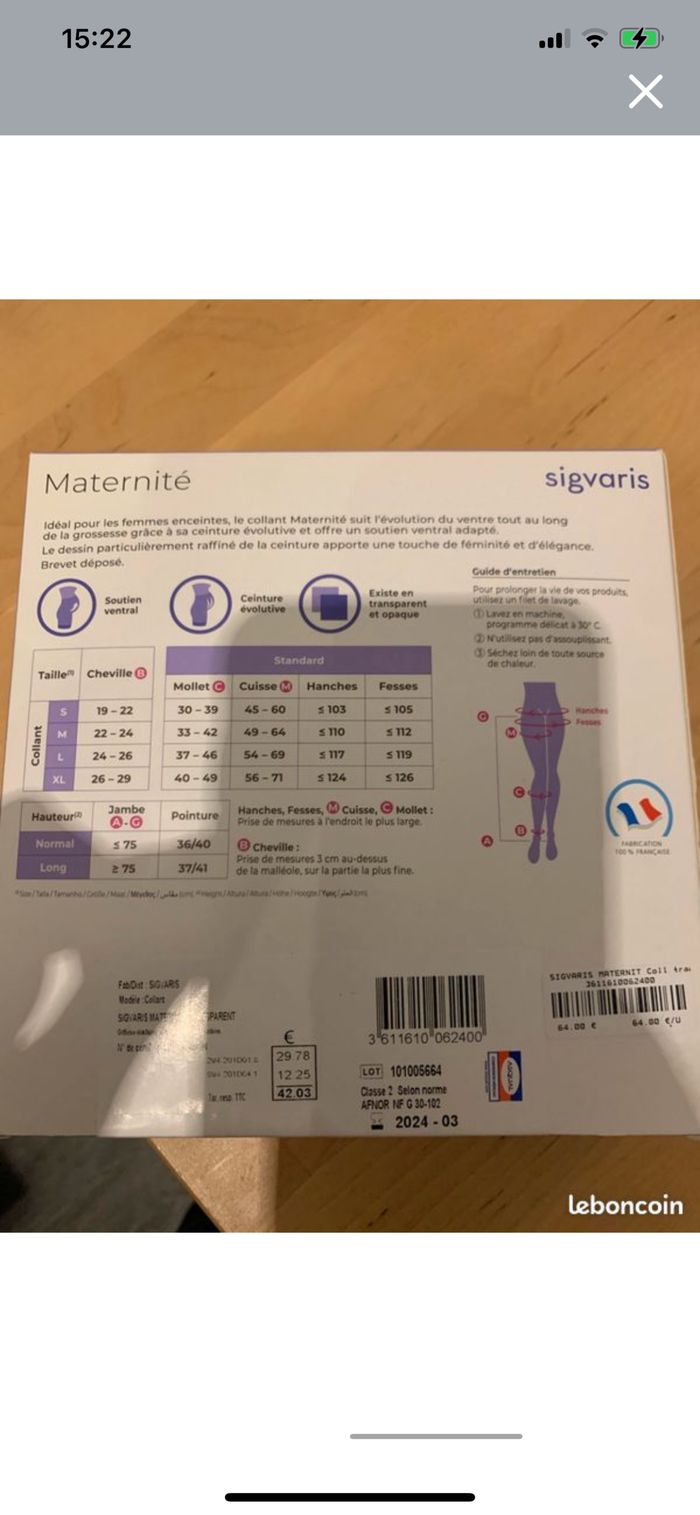 15:22
Maternité
sigvaris
Idéal pour les femmes enceintes, le collant Maternité suit l'évolution du ventre tout au long
de la grossesse grâce à sa ceinture évolutive et offre un soutien ventral adapté.
Le dessin particulièrement raffiné de la ceinture apporte une touche de féminité et d'élégance.
Brevet déposé.
Soutien
ventral
Ceinture
évolutive
Existe en
transparent
et opaque
Guide d'entretien
Pour prolonger la vie de vos produits,
utilisez un filet de lavage.
① Lavez en machine,
programme délicat à 30° C.
② N'utilisez pas d'assouplissant.
③ Séchez loin de toute source
de chaleur.
Taille(1) Cheville B
Standard
Mollet C Cuisse M Hanches Fesses
Collant
S 19 – 22 30 – 39 45 – 60 ≤ 103 ≤ 105
M 22 – 24 33 – 42 49 – 64 ≤ 110 ≤ 112
L 24 – 26 37 – 46 54 – 69 ≤ 117 ≤ 119
XL 26 – 29 40 – 49 56 – 71 ≤ 124 ≤ 126
G
M
C
B
A
Hanches
Fesses
Hauteur(2) Jambe A-G Pointure
Normal ≤ 75 36/40
Long ≥ 75 37/41
Hanches, Fesses, M Cuisse, C Mollet :
Prise de mesures à l'endroit le plus large.
B Cheville :
Prise de mesures 3 cm au-dessus
de la malléole, sur la partie la plus fine.
FABRICATION
100 % FRANÇAISE
Fab/Dist : SIGVARIS
Modèle : Collant
SIGVARIS MAT PARENT
€
29.78
12.25
42.03
Tar. resp. TTC
3 611610 062400
LOT 101005664
Classe 2 Selon norme
AFNOR NF G 30-102
2024 - 03
ASQUAL
SIGVARIS MATERNIT Coll tra
3611610062400
64.00 € 64.00 €/U
leboncoin